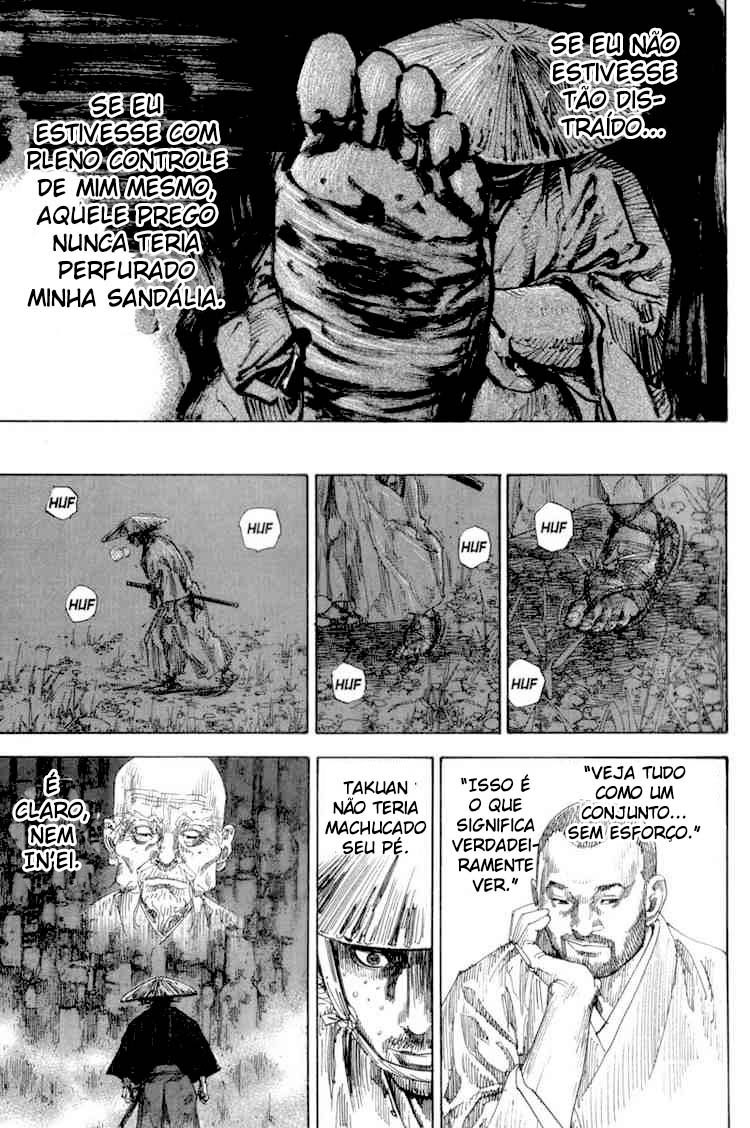 SE EU NÃO
ESTIVESSE
TÃO DIS-
TRAÍDO...
SE EU
ESTIVESSE COM
PLENO CONTROLE
DE MIM MESMO,
AQUELE PREGO
NUNCA TERIA
PERFURADO
MINHA SANDÁLIA.
HUF
HUF
HUF
HUF
HUF
HUF
HUF
"VEJA TUDO
COMO UM
CONJUNTO...
SEM ESFORÇO."
"ISSO É
O QUE
SIGNIFICA
VERDADEI-
RAMENTE
VER."
TAKUAN
NÃO TERIA
MACHUCADO
SEU PÉ.
É
CLARO,
NEM
IN'EI.